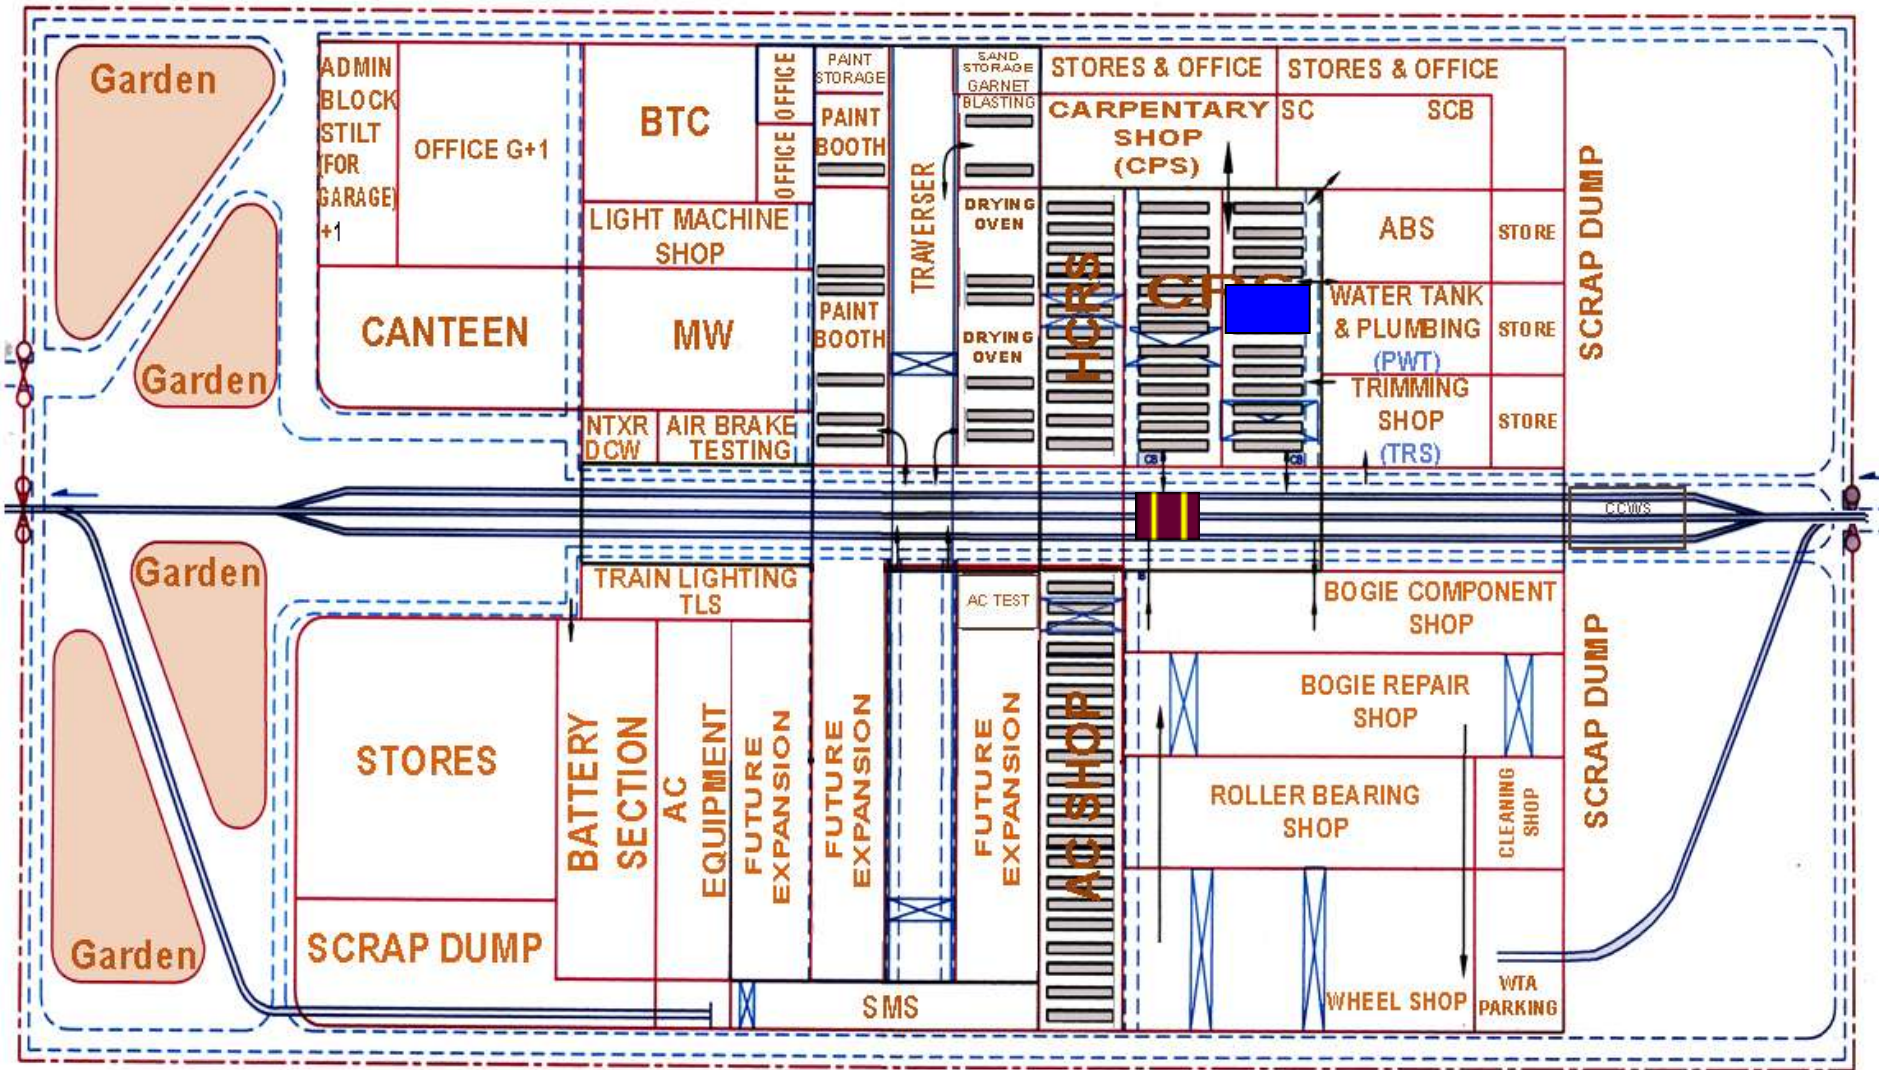 Garden
ADMIN
BLOCK
STILT
(FOR
GARAGE)
+1
OFFICE G+1
BTC
OFFICE
OFFICE
PAINT
STORAGE
PAINT
BOOTH
TRAVERSER
SAND
STORAGE
GARNET
BLASTING
STORES & OFFICE
STORES & OFFICE
CARPENTARY
SHOP
(CPS)
SC
SCB
SCRAP DUMP
LIGHT MACHINE
SHOP
DRYING
OVEN
ABS
STORE
Garden
CANTEEN
MW
PAINT
BOOTH
DRYING
OVEN
HCRS
WATER TANK
& PLUMBING
(PWT)
STORE
TRIMMING
SHOP
(TRS)
STORE
NTXR
DCW
AIR BRAKE
TESTING
CB
CB
CCWS
Garden
TRAIN LIGHTING
TLS
AC TEST
BOGIE COMPONENT
SHOP
SCRAP DUMP
STORES
BATTERY
SECTION
AC
EQUIPMENT
FUTURE
EXPANSION
FUTURE
EXPANSION
FUTURE
EXPANSION
AC SHOP
BOGIE REPAIR
SHOP
ROLLER BEARING
SHOP
CLEANING
SHOP
Garden
SCRAP DUMP
SMS
WHEEL SHOP
WTA
PARKING